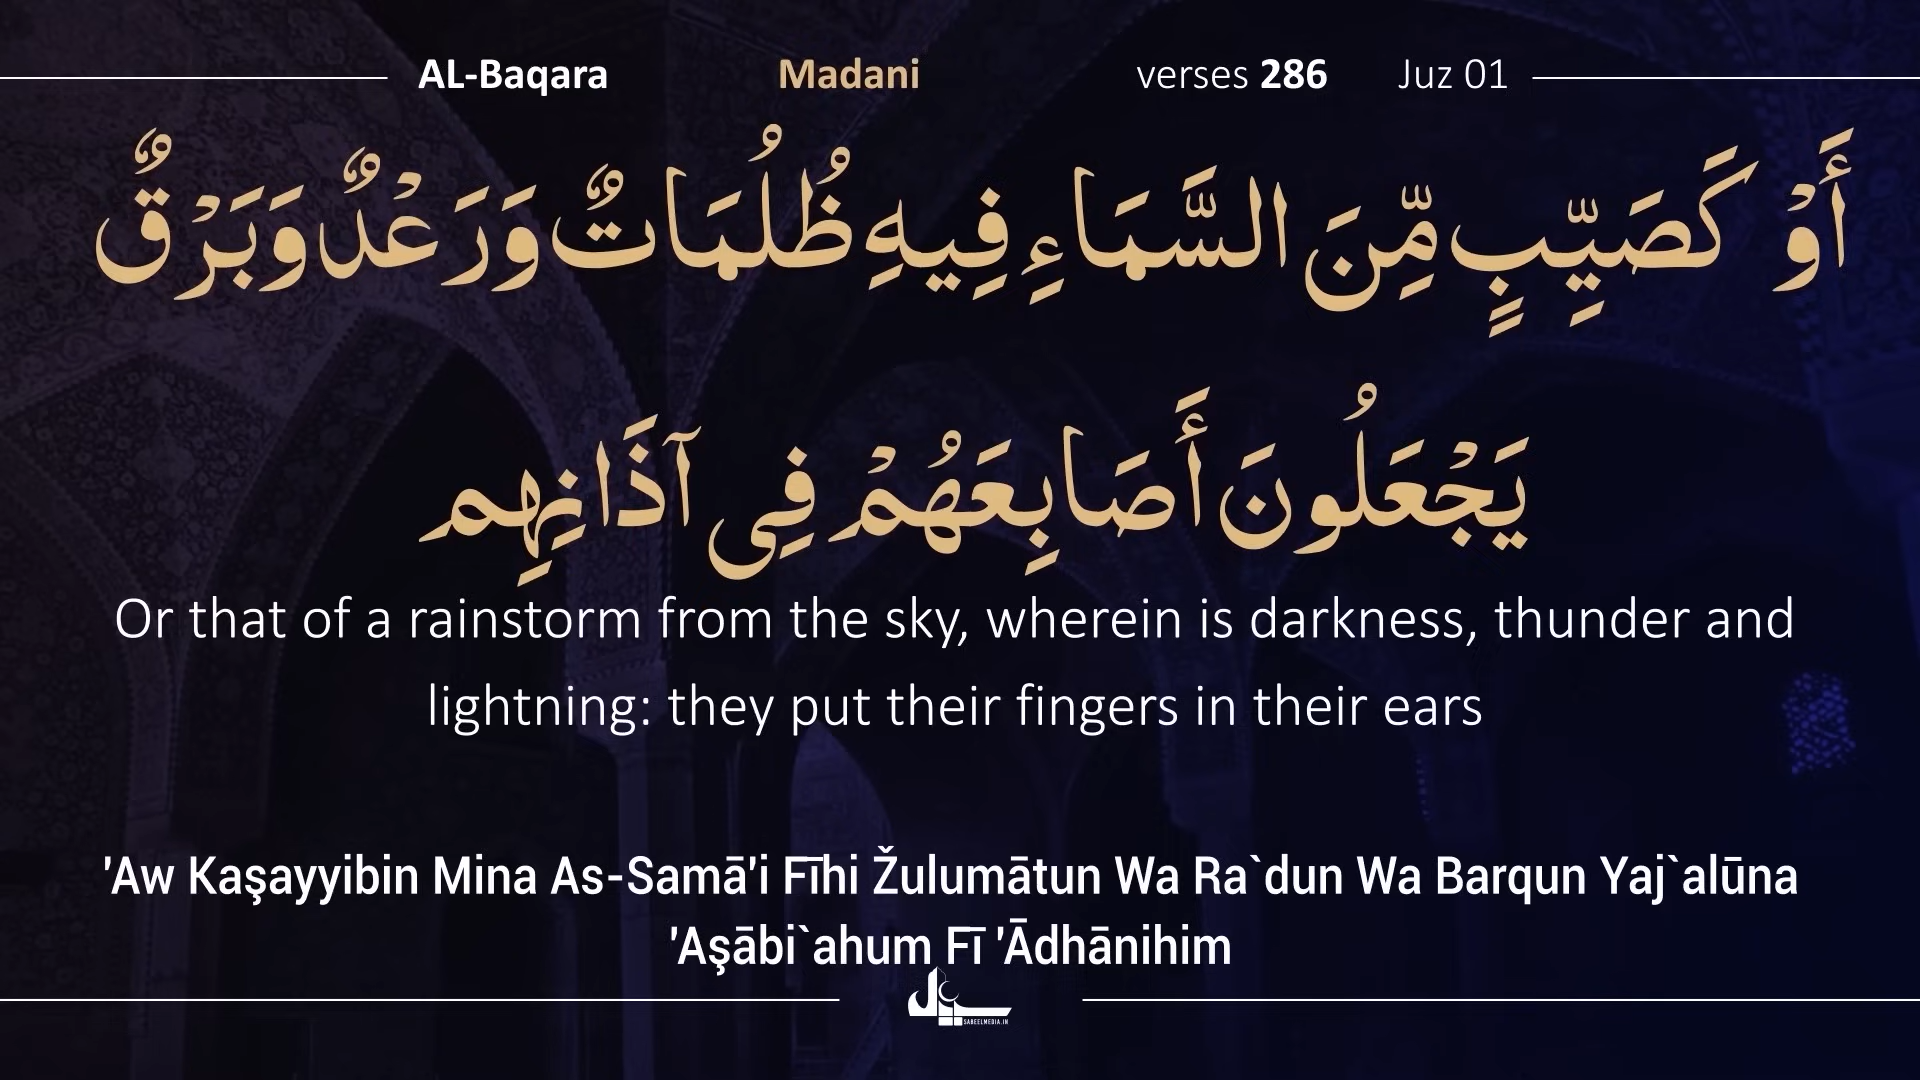 AL-Baqara Madani verses 286 Juz 01
أَوْ كَصَيِّبٍ مِّنَ السَّمَاءِ فِيهِ ظُلُمَاتٌ وَرَعْدٌ وَبَرْقٌ
يَجْعَلُونَ أَصَابِعَهُمْ فِي آذَانِهِم
Or that of a rainstorm from the sky, wherein is darkness, thunder and
lightning: they put their fingers in their ears
'Aw Kaşayyibin Mina As-Samā'i Fīhi Žulumātun Wa Ra`dun Wa Barqun Yaj`alūna
'Aşābi`ahum Fī 'Ādhānihim
SABEELMEDIA.IN